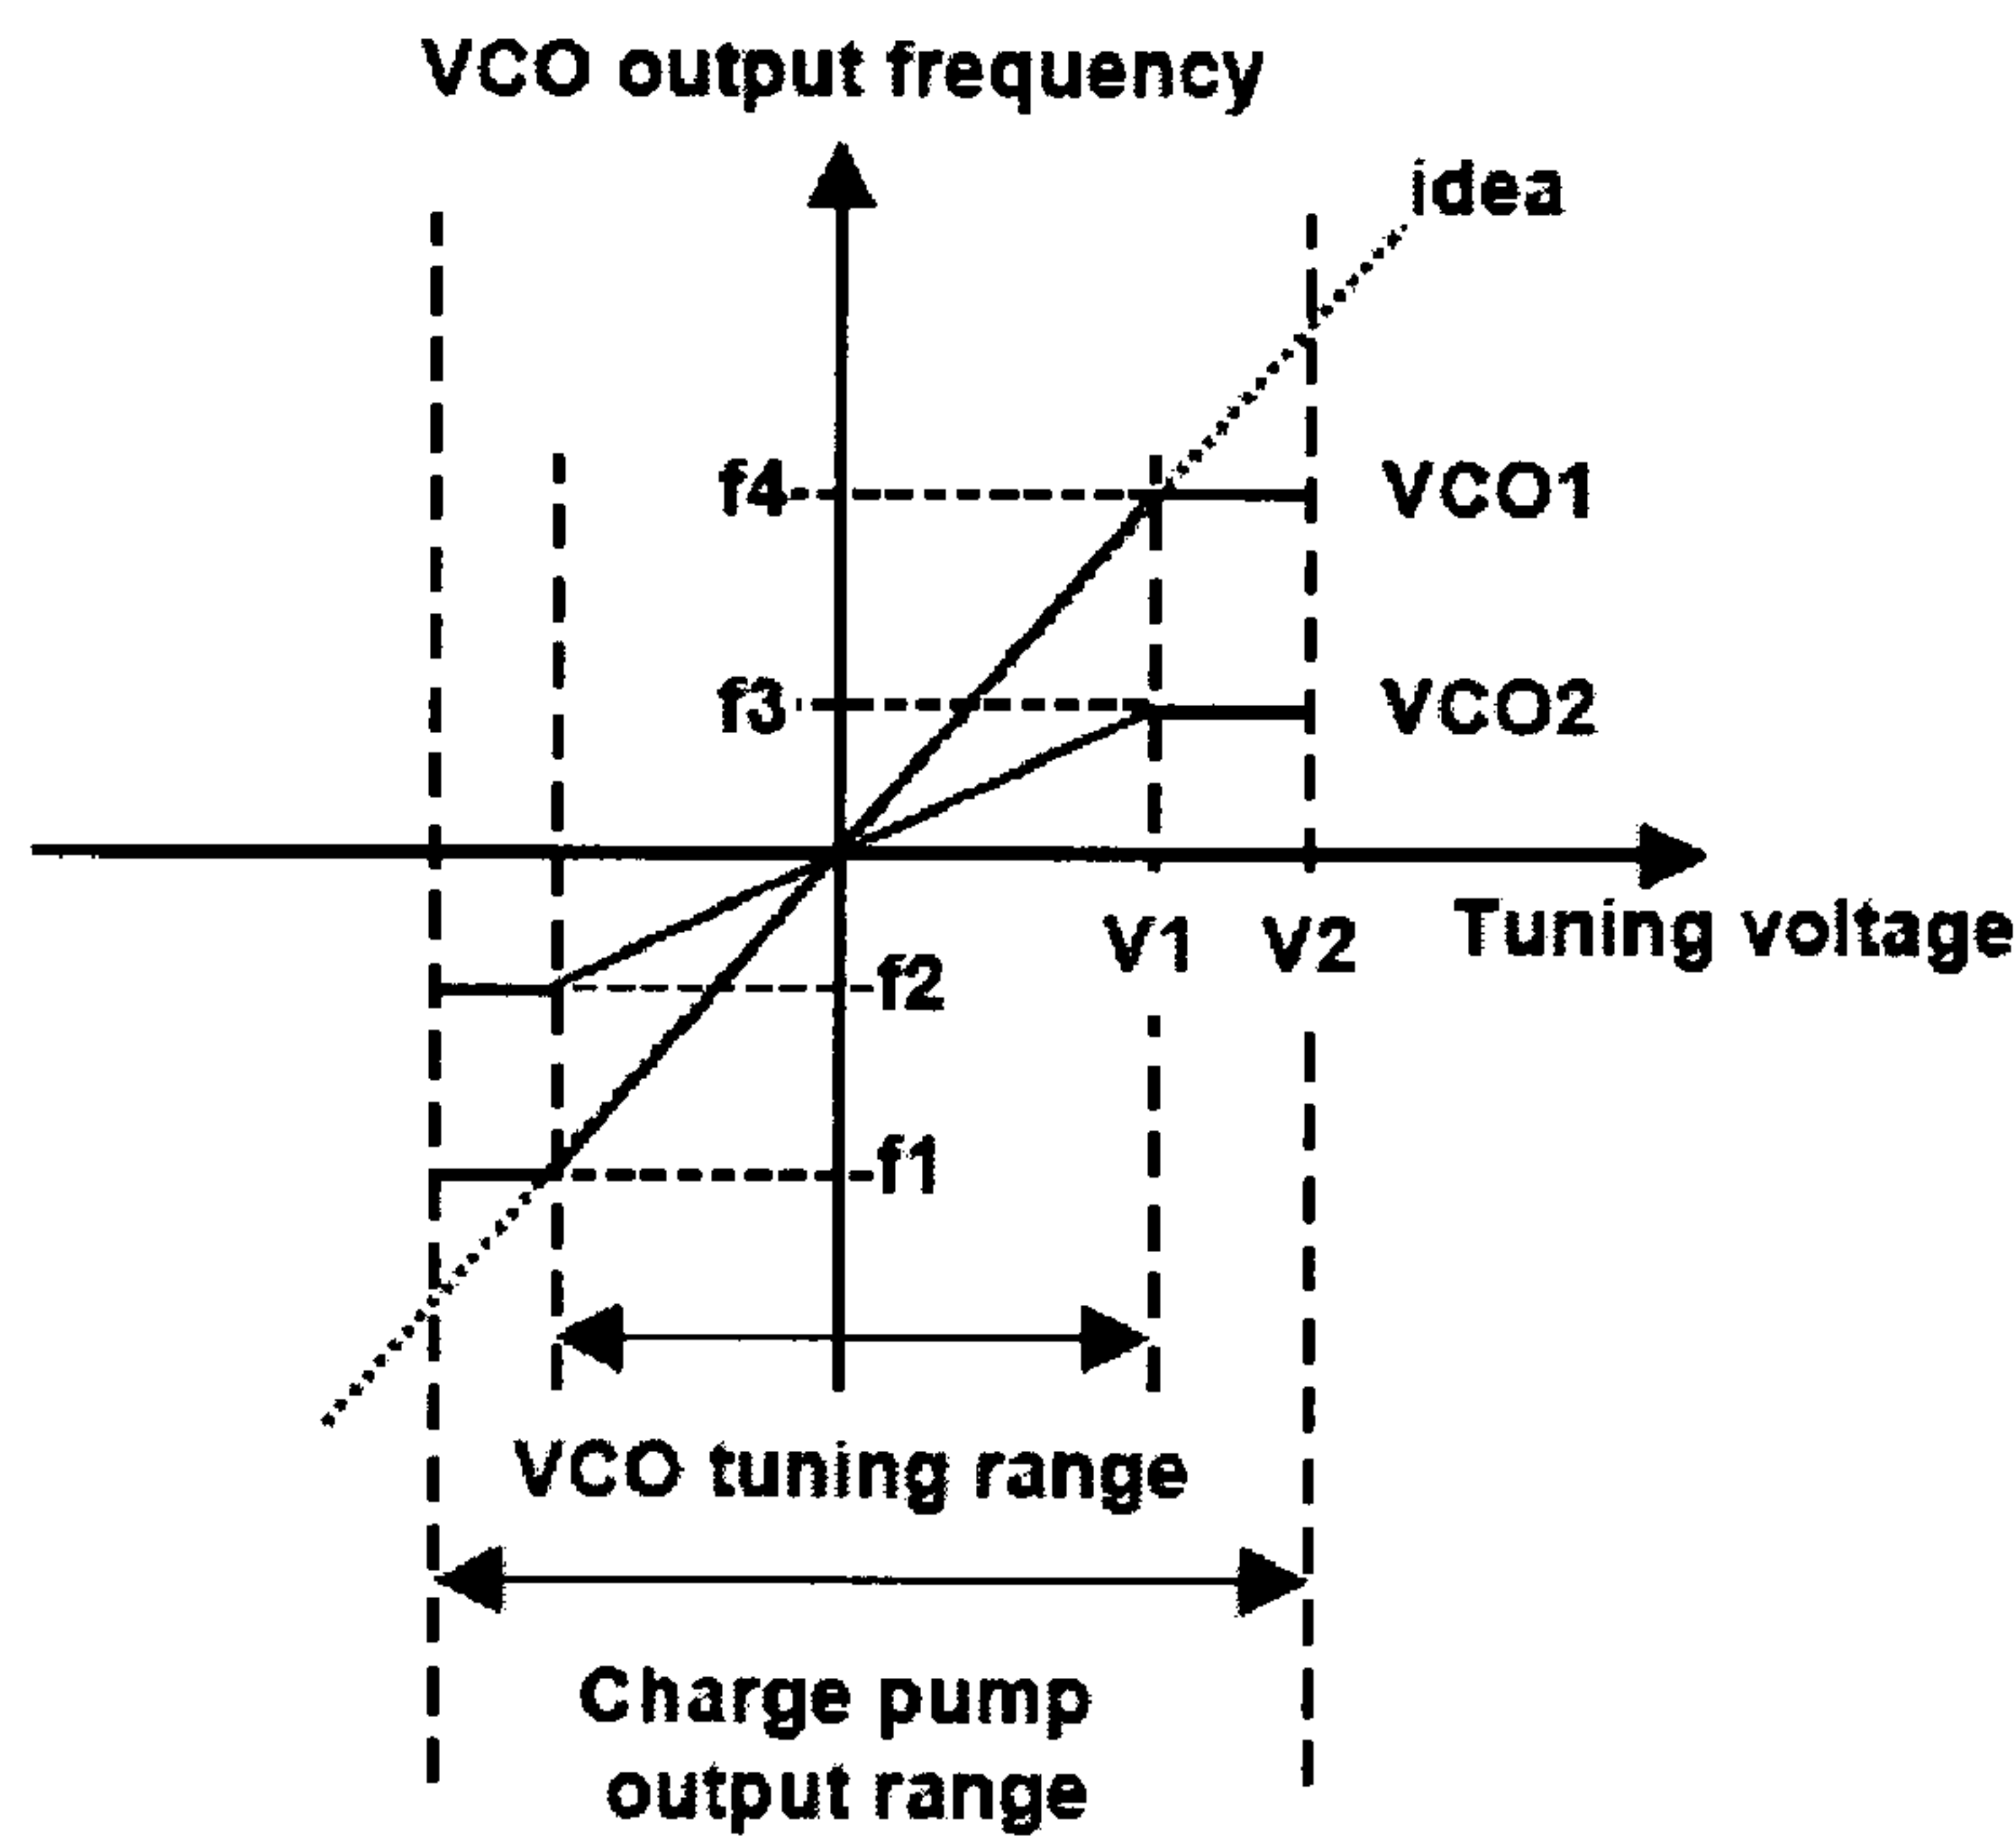 VCO output frequency
idea
f4
VCO1
f3
VCO2
V1
V2
Tuning voltage
f2
f1
VCO tuning range
Charge pump
output range